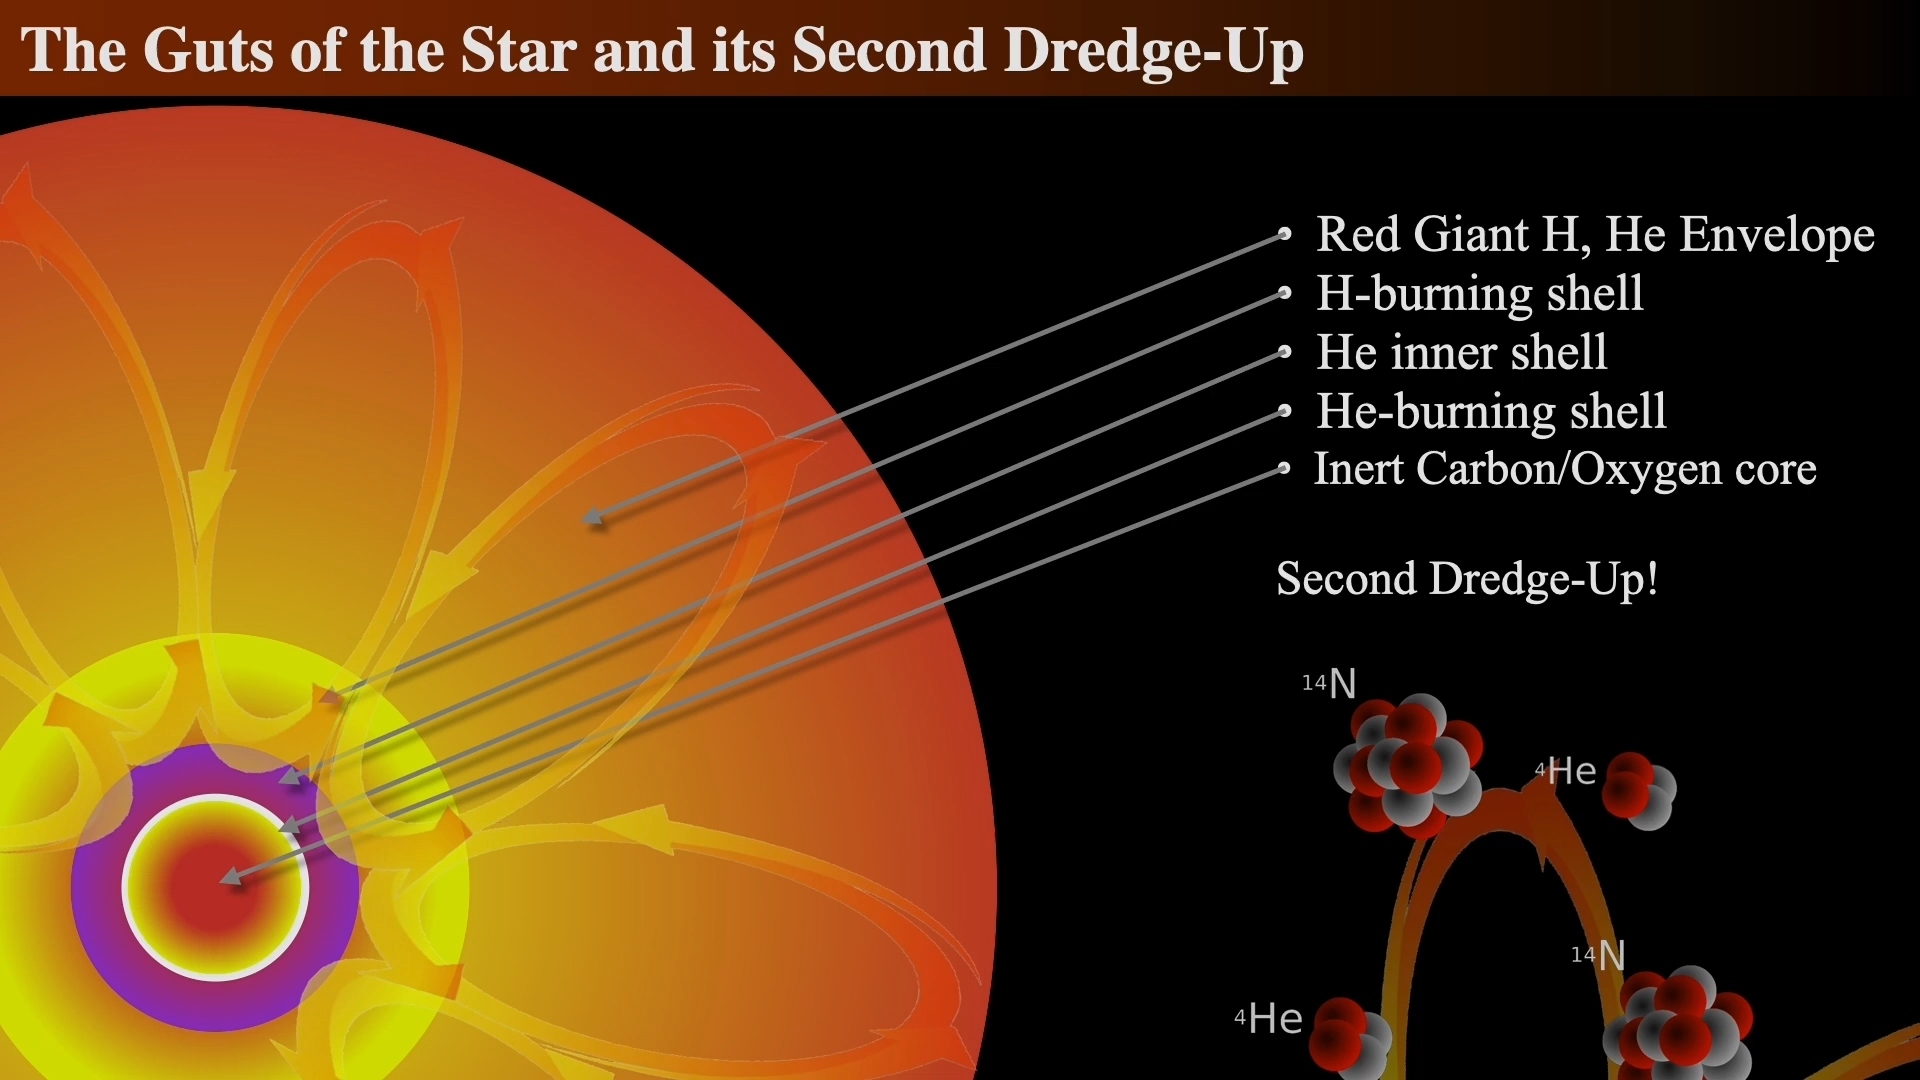 The Guts of the Star and its Second Dredge-Up
• Red Giant H, He Envelope
• H-burning shell
• He inner shell
• He-burning shell
• Inert Carbon/Oxygen core
Second Dredge-Up!
¹⁴N
⁴He
¹⁴N
⁴He